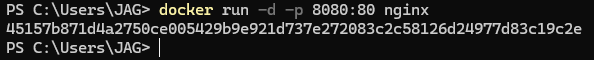 PS C:\Users\JAG> docker run -d -p 8080:80 nginx
45157b871d4a2750ce005429b9e921d737e272083c2c58126d24977d83c19c2e
PS C:\Users\JAG>